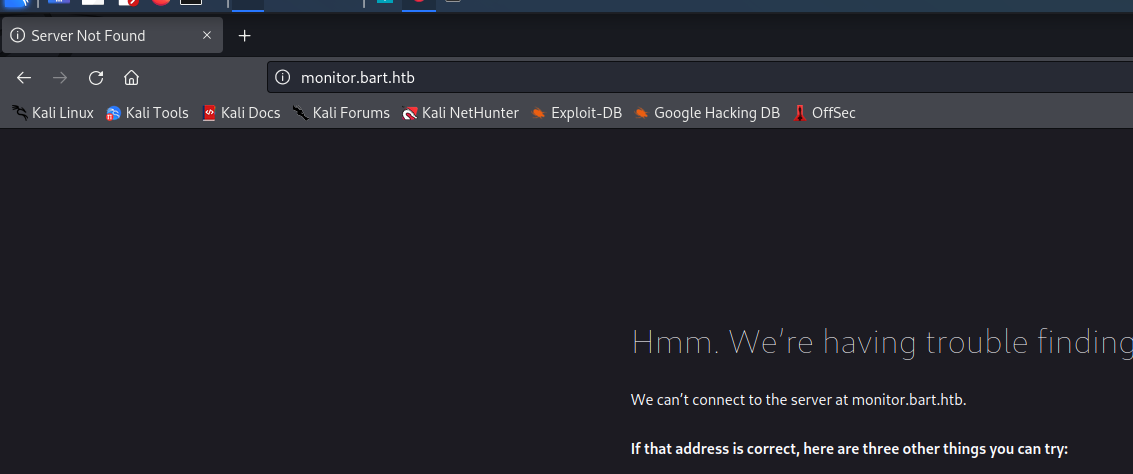 Server Not Found
monitor.bart.htb
Kali Linux Kali Tools Kali Docs Kali Forums Kali NetHunter Exploit-DB Google Hacking DB OffSec
Hmm. We’re having trouble finding
We can’t connect to the server at monitor.bart.htb.
If that address is correct, here are three other things you can try: